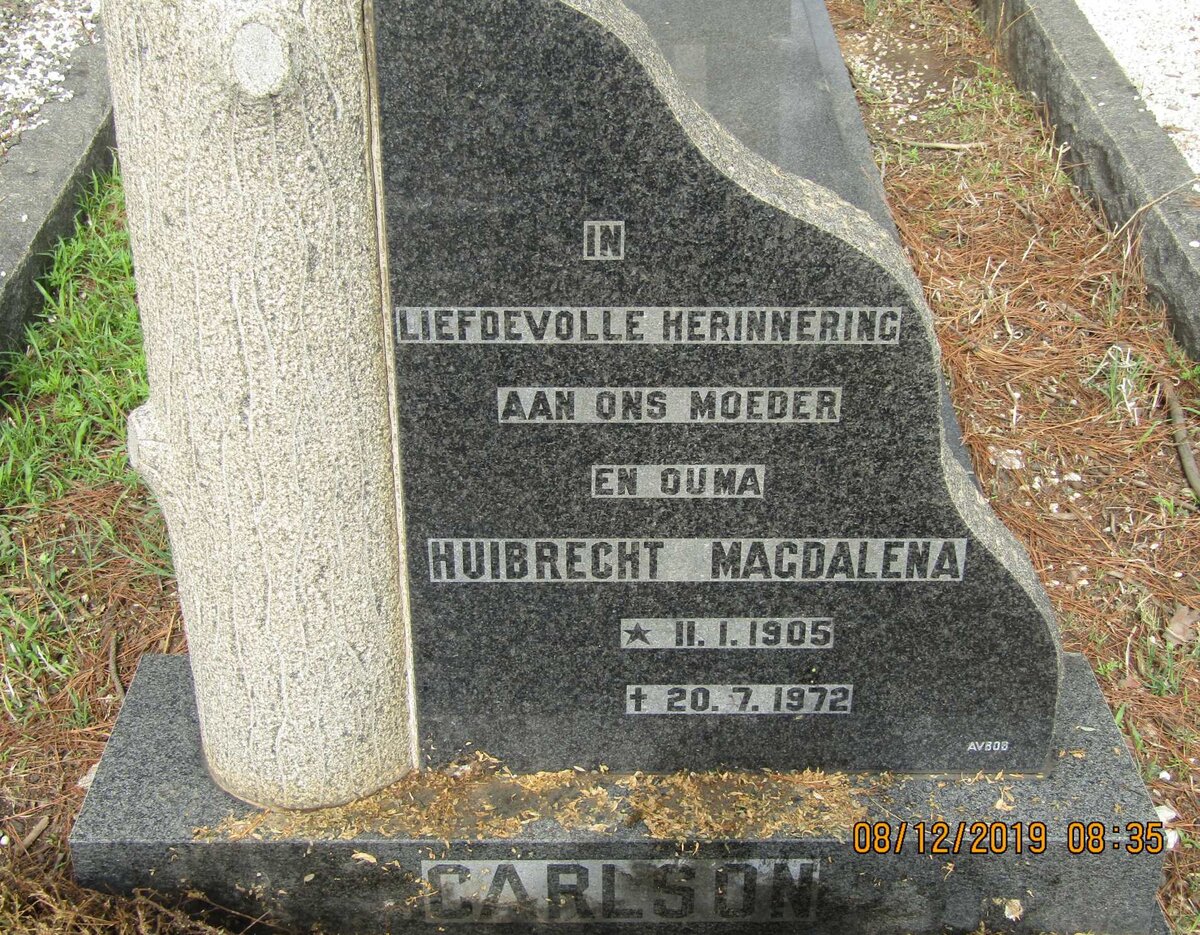 IN
LIEFDEVOLLE HERINNERING
AAN ONS MOEDER
EN OUMA
HUIBRECHT MAGDALENA
★ 11.1.1905
† 20.7.1972
AV808
08/12/2019 08:35
CARLSON